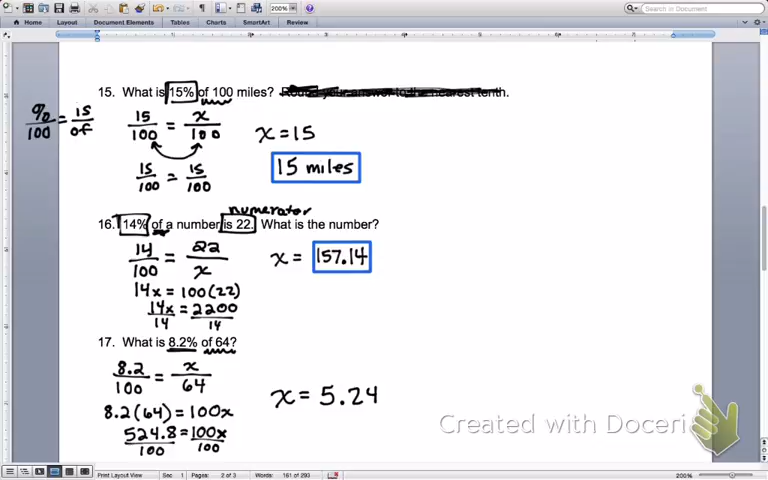 200%
Search in Document
Home Layout Document Elements Tables Charts SmartArt Review
15. What is 15% of 100 miles? Round your answer to the nearest tenth.
%/100 = is/of
15/100 = x/100
x = 15
15/100 = 15/100
15 miles
numerator
16. 14% of a number is 22. What is the number?
14/100 = 22/x
x = 157.14
14x = 100(22)
14x/14 = 2200/14
17. What is 8.2% of 64?
8.2/100 = x/64
x = 5.24
8.2(64) = 100x
524.8/100 = 100x/100
Created with Doceri
Print Layout View Sec 1 Pages: 2 of 3 Words: 161 of 293 200%